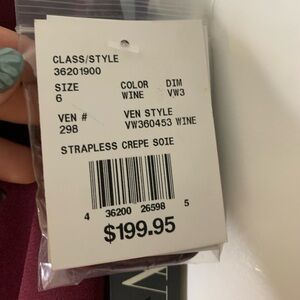 CLASS/STYLE
36201900
SIZE COLOR DIM
6 WINE VW3
VEN # VEN STYLE
29B VW360453 WINE
STRAPLESS CREPE SOIE
4 36200 26598 5
$199.95